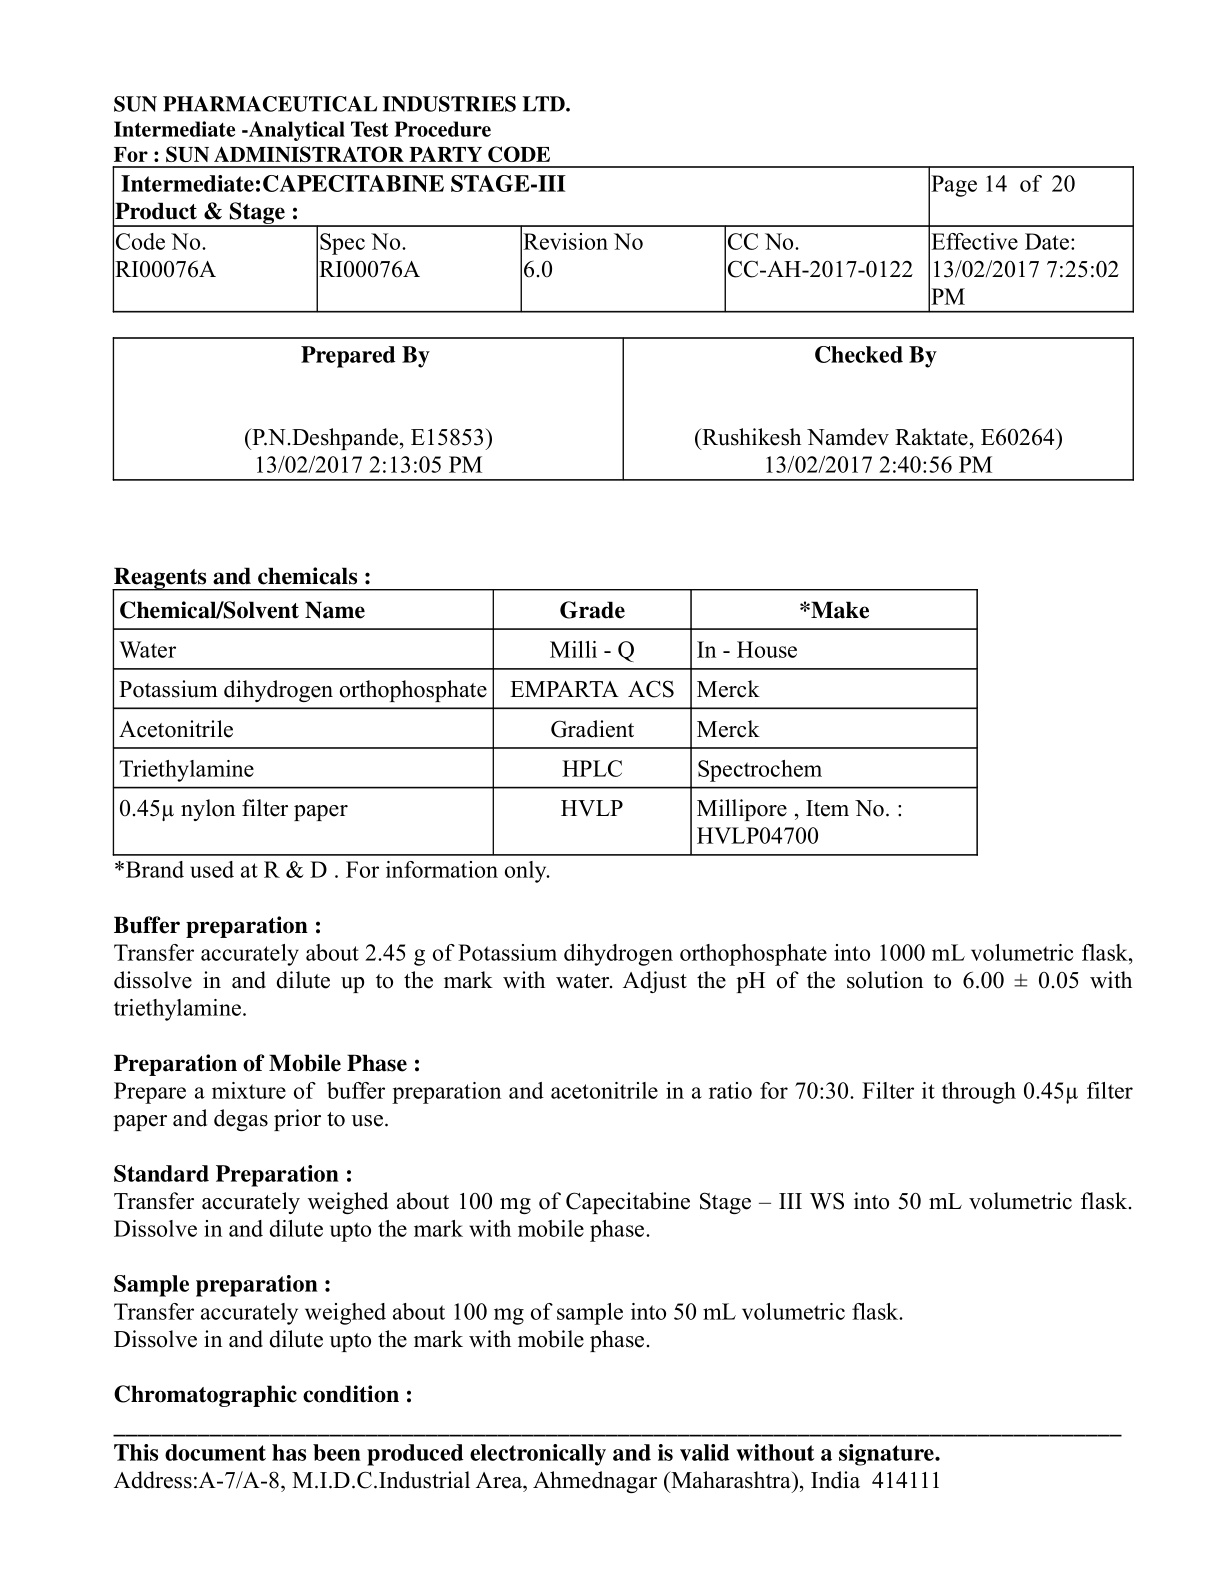 SUN PHARMACEUTICAL INDUSTRIES LTD.
Intermediate -Analytical Test Procedure
For : SUN ADMINISTRATOR PARTY CODE
Intermediate:CAPECITABINE STAGE-III
Product & Stage :
Page 14 of 20
Code No.
RI00076A
Spec No.
RI00076A
Revision No
6.0
CC No.
CC-AH-2017-0122
Effective Date:
13/02/2017 7:25:02
PM
Prepared By
(P.N.Deshpande, E15853)
13/02/2017 2:13:05 PM
Checked By
(Rushikesh Namdev Raktate, E60264)
13/02/2017 2:40:56 PM
Reagents and chemicals :
Chemical/Solvent Name Grade *Make
Water Milli - Q In - House
Potassium dihydrogen orthophosphate EMPARTA ACS Merck
Acetonitrile Gradient Merck
Triethylamine HPLC Spectrochem
0.45µ nylon filter paper HVLP Millipore , Item No. :
HVLP04700
*Brand used at R & D . For information only.
Buffer preparation :
Transfer accurately about 2.45 g of Potassium dihydrogen orthophosphate into 1000 mL volumetric flask,
dissolve in and dilute up to the mark with water. Adjust the pH of the solution to 6.00 ± 0.05 with
triethylamine.
Preparation of Mobile Phase :
Prepare a mixture of buffer preparation and acetonitrile in a ratio for 70:30. Filter it through 0.45µ filter
paper and degas prior to use.
Standard Preparation :
Transfer accurately weighed about 100 mg of Capecitabine Stage – III WS into 50 mL volumetric flask.
Dissolve in and dilute upto the mark with mobile phase.
Sample preparation :
Transfer accurately weighed about 100 mg of sample into 50 mL volumetric flask.
Dissolve in and dilute upto the mark with mobile phase.
Chromatographic condition :
This document has been produced electronically and is valid without a signature.
Address:A-7/A-8, M.I.D.C.Industrial Area, Ahmednagar (Maharashtra), India 414111